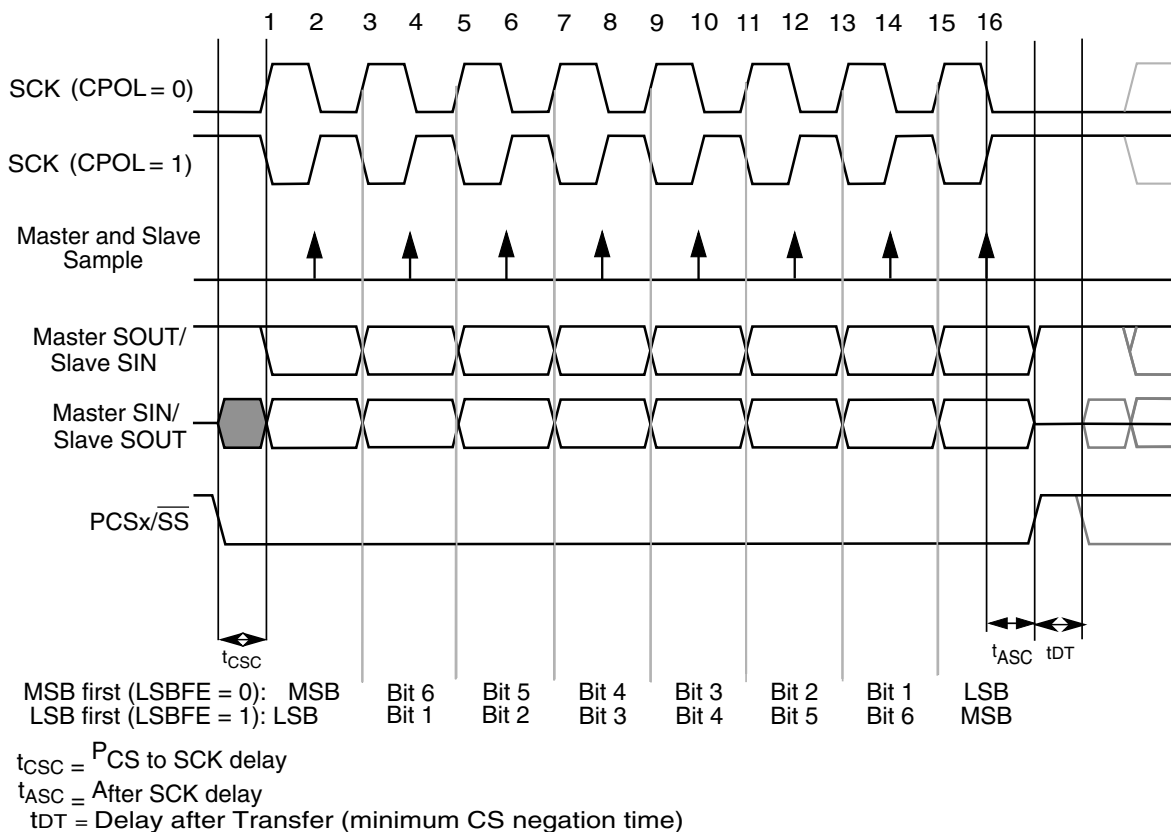 1 2 3 4 5 6 7 8 9 10 11 12 13 14 15 16
SCK (CPOL = 0)
SCK (CPOL = 1)
Master and Slave
Sample
Master SOUT/
Slave SIN
Master SIN/
Slave SOUT
PCSx/SS
tCSC
tASC
tDT
MSB first (LSBFE = 0): MSB Bit 6 Bit 5 Bit 4 Bit 3 Bit 2 Bit 1 LSB
LSB first (LSBFE = 1): LSB Bit 1 Bit 2 Bit 3 Bit 4 Bit 5 Bit 6 MSB
tCSC = PCS to SCK delay
tASC = After SCK delay
tDT = Delay after Transfer (minimum CS negation time)